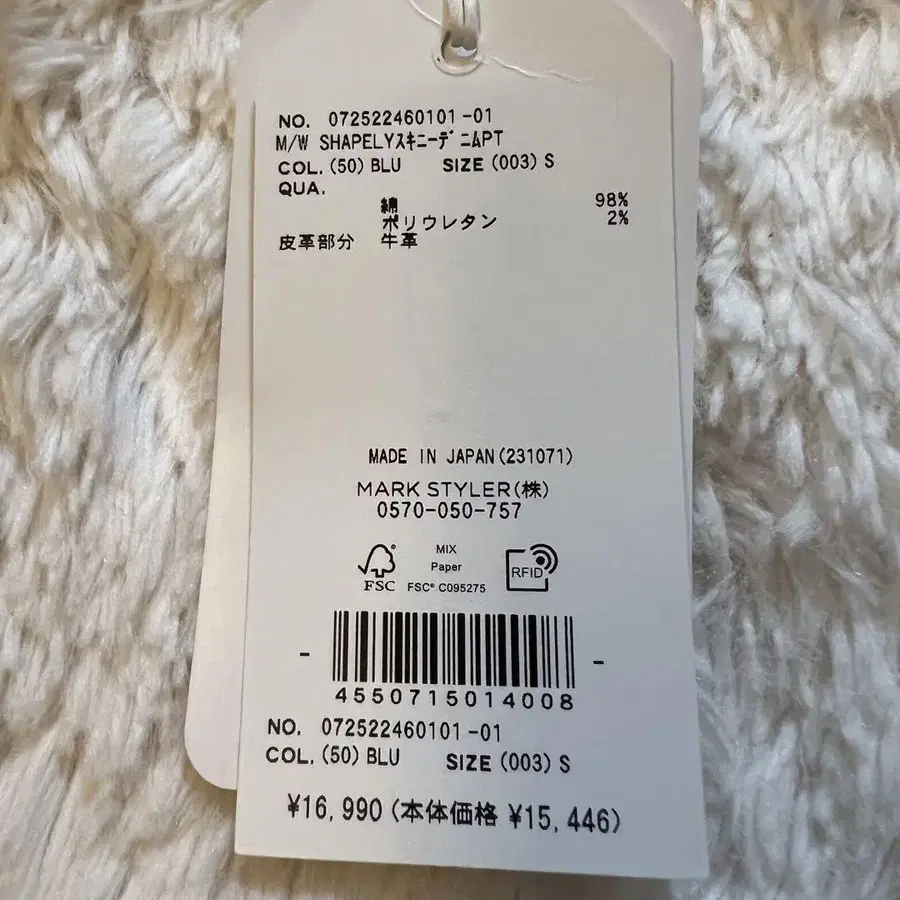 NO. 072522460101-01
M/W SHAPELYスキニーデニムPT
COL. (50) BLU SIZE (003) S
QUA.
綿 98%
ポリウレタン 2%
皮革部分 牛革
MADE IN JAPAN (231071)
MARK STYLER(株)
0570-050-757
FSC
MIX
Paper
FSC® C095275
RFID
4550715014008
NO. 072522460101-01
COL. (50) BLU SIZE (003) S
¥16,990 (本体価格 ¥15,446)